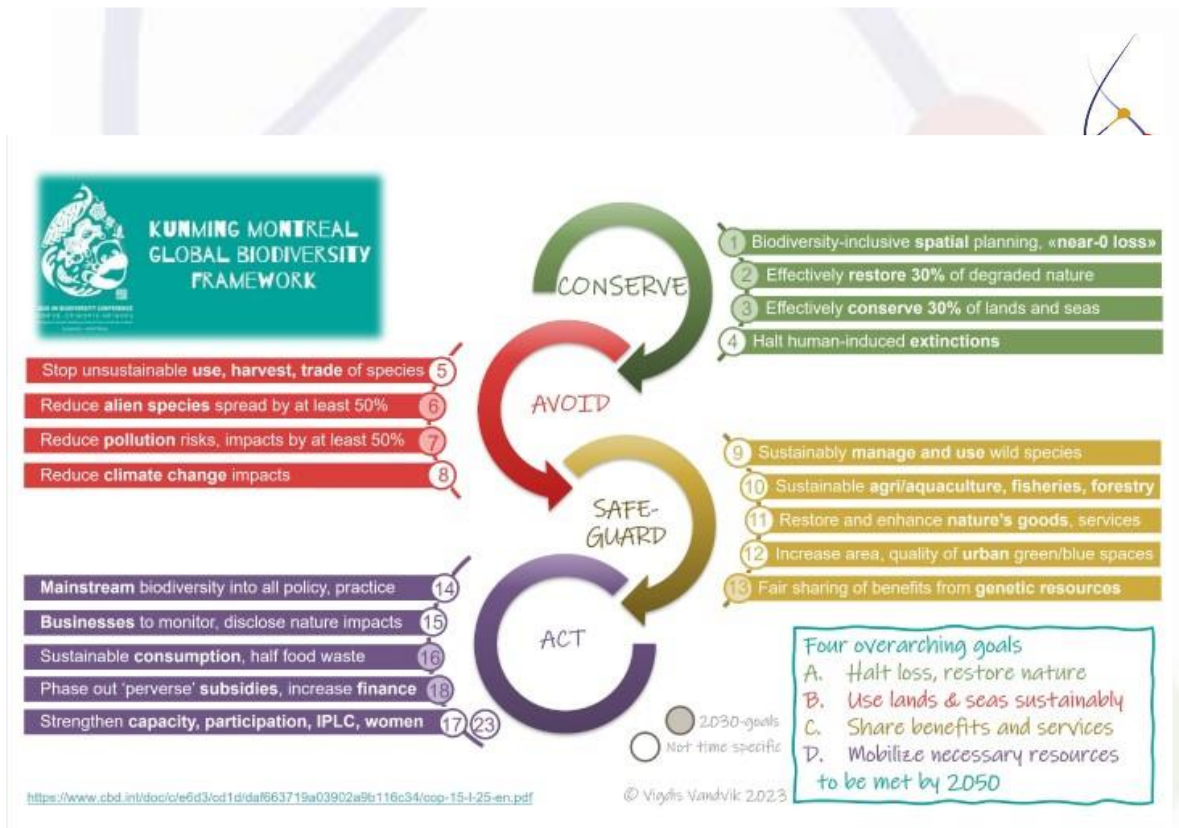 KUNMING MONTREAL
GLOBAL BIODIVERSITY
FRAMEWORK
CONSERVE
1 Biodiversity-inclusive spatial planning, «near-0 loss»
2 Effectively restore 30% of degraded nature
3 Effectively conserve 30% of lands and seas
4 Halt human-induced extinctions
AVOID
Stop unsustainable use, harvest, trade of species 5
Reduce alien species spread by at least 50% 6
Reduce pollution risks, impacts by at least 50% 7
Reduce climate change impacts 8
SAFE-
GUARD
9 Sustainably manage and use wild species
10 Sustainable agri/aquaculture, fisheries, forestry
11 Restore and enhance nature's goods, services
12 Increase area, quality of urban green/blue spaces
13 Fair sharing of benefits from genetic resources
ACT
Mainstream biodiversity into all policy, practice 14
Businesses to monitor, disclose nature impacts 15
Sustainable consumption, half food waste 16
Phase out 'perverse' subsidies, increase finance 18
Strengthen capacity, participation, IPLC, women 17 23
2030-goals
Not time specific
Four overarching goals
A. Halt loss, restore nature
B. Use lands & seas sustainably
C. Share benefits and services
D. Mobilize necessary resources
to be met by 2050
https://www.cbd.int/doc/c/e6d3/cd1d/daf663719a03902a9b116c34/cop-15-l-25-en.pdf
© Vigdis Vandvik 2023